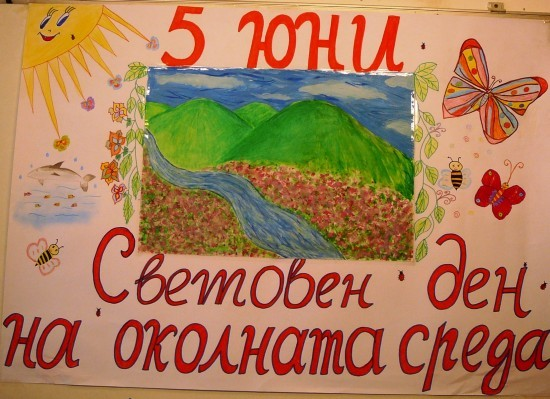 5 ЮНИ
Световен ден
на околната среда